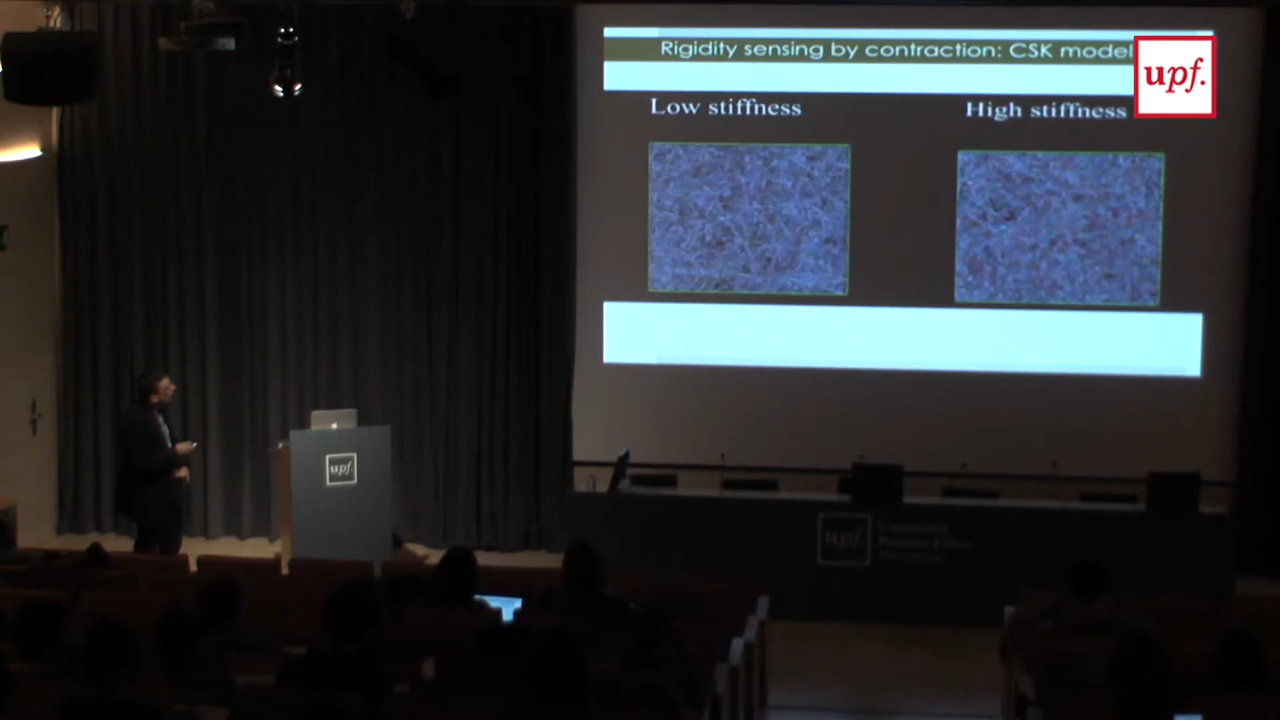 Rigidity sensing by contraction: CSK model
upf.
Low stiffness
High stiffness
upf.
upf.